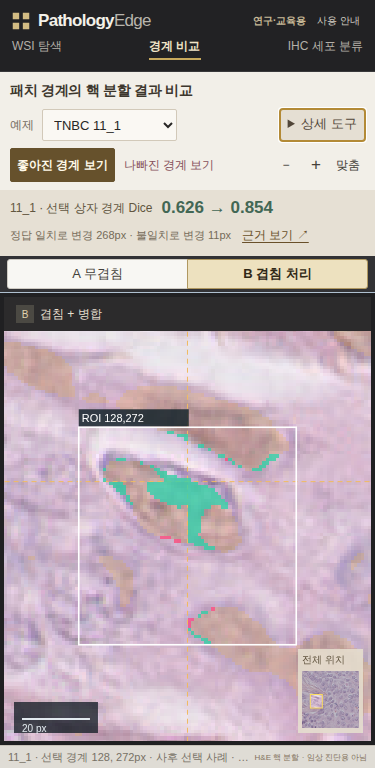 PathologyEdge
연구·교육용 사용 안내
WSI 탐색 경계 비교 IHC 세포 분류
패치 경계의 핵 분할 결과 비교
예제 TNBC 11_1 ▶ 상세 도구
좋아진 경계 보기 나빠진 경계 보기 − + 맞춤
11_1 · 선택 상자 경계 Dice 0.626 → 0.854
정답 일치로 변경 268px · 불일치로 변경 11px 근거 보기 ↗
A 무겹침 B 겹침 처리
B 겹침 + 병합
ROI 128,272
전체 위치
20 px
11_1 · 선택 경계 128, 272px · 사후 선택 사례 · … H&E 핵 분할 · 임상 진단용 아님